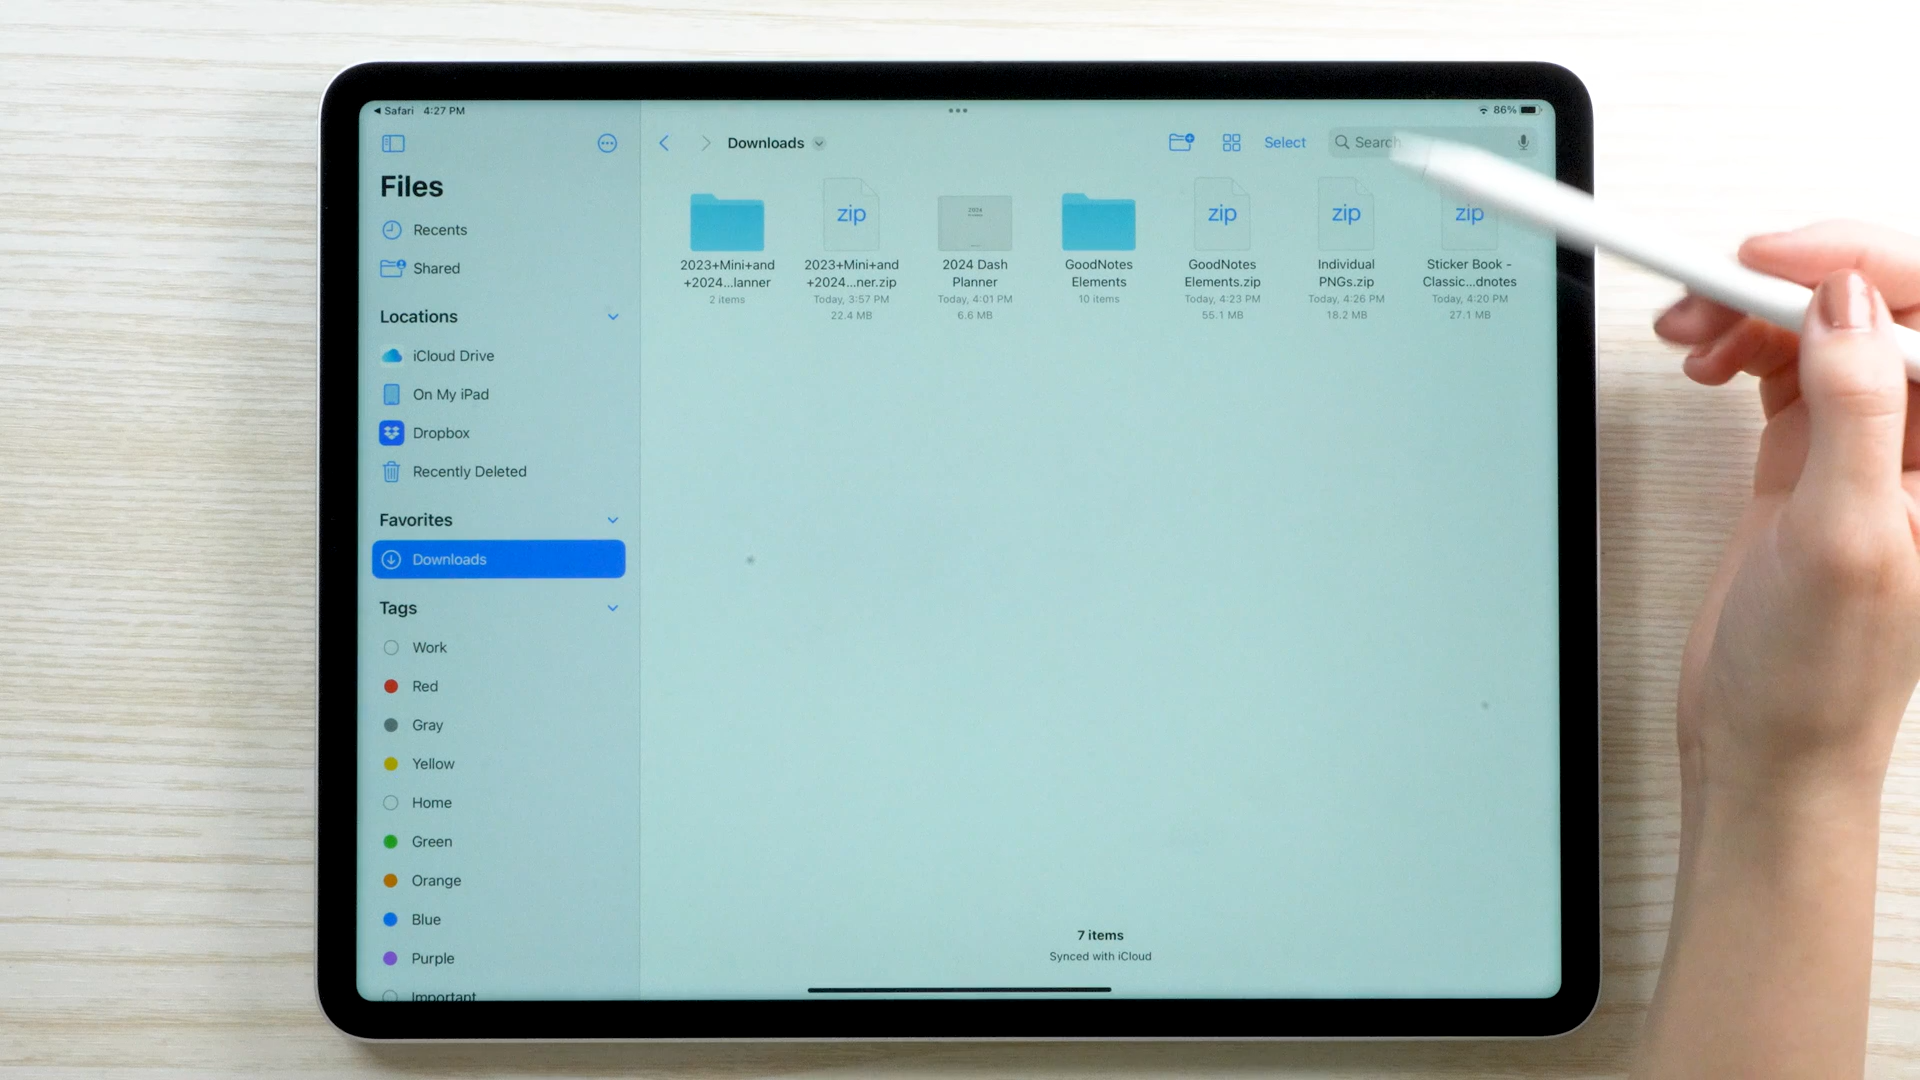 Safari 4:27 PM
86%
Files
Recents
Shared
Locations
iCloud Drive
On My iPad
Dropbox
Recently Deleted
Favorites
Downloads
Tags
Work
Red
Gray
Yellow
Home
Green
Orange
Blue
Purple
Important
Downloads
Select
Search
2023+Mini+and
+2024...lanner
2 items
zip
2023+Mini+and
+2024...ner.zip
Today, 3:57 PM
22.4 MB
2024
2024 Dash
Planner
Today, 4:01 PM
6.6 MB
GoodNotes
Elements
10 items
zip
GoodNotes
Elements.zip
Today, 4:23 PM
55.1 MB
zip
Individual
PNGs.zip
Today, 4:26 PM
18.2 MB
zip
Sticker Book -
Classic...dnotes
Today, 4:20 PM
27.1 MB
7 items
Synced with iCloud